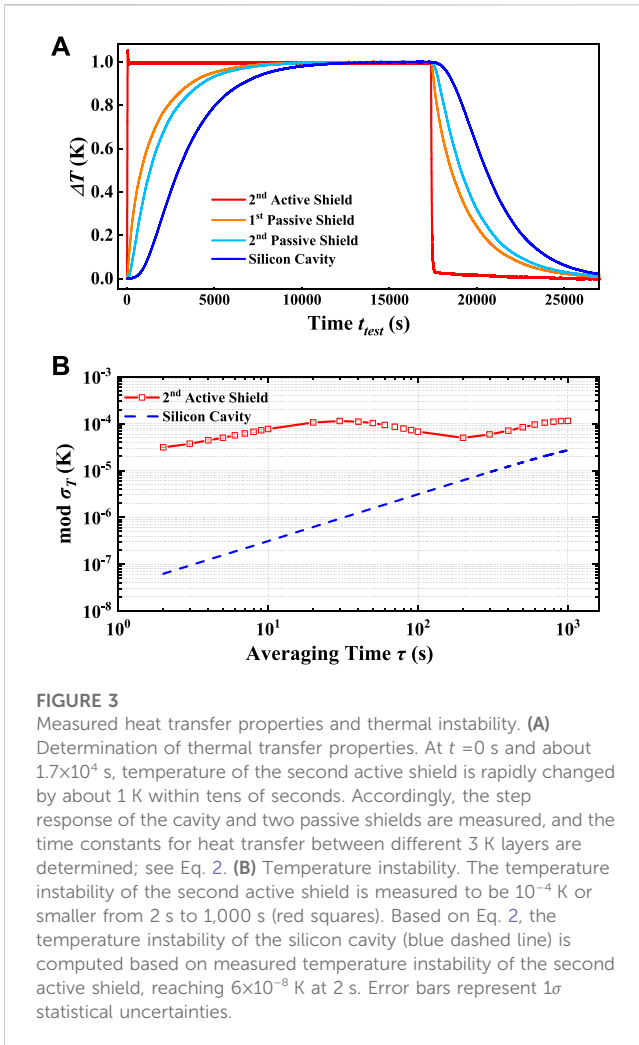 A
ΔT (K)
1.0
0.8
0.6
0.4
0.2
0.0
2nd Active Shield
1st Passive Shield
2nd Passive Shield
Silicon Cavity
0
5000
10000
15000
20000
25000
Time t_test (s)
B
mod σ_T (K)
10⁻³
10⁻⁴
10⁻⁵
10⁻⁶
10⁻⁷
10⁻⁸
2nd Active Shield
Silicon Cavity
10⁰
10¹
10²
10³
Averaging Time τ (s)
FIGURE 3
Measured heat transfer properties and thermal instability. (A)
Determination of thermal transfer properties. At t =0 s and about
1.7×10⁴ s, temperature of the second active shield is rapidly changed
by about 1 K within tens of seconds. Accordingly, the step
response of the cavity and two passive shields are measured, and the
time constants for heat transfer between different 3 K layers are
determined; see Eq. 2. (B) Temperature instability. The temperature
instability of the second active shield is measured to be 10⁻⁴ K or
smaller from 2 s to 1,000 s (red squares). Based on Eq. 2, the
temperature instability of the silicon cavity (blue dashed line) is
computed based on measured temperature instability of the second
active shield, reaching 6×10⁻⁸ K at 2 s. Error bars represent 1σ
statistical uncertainties.